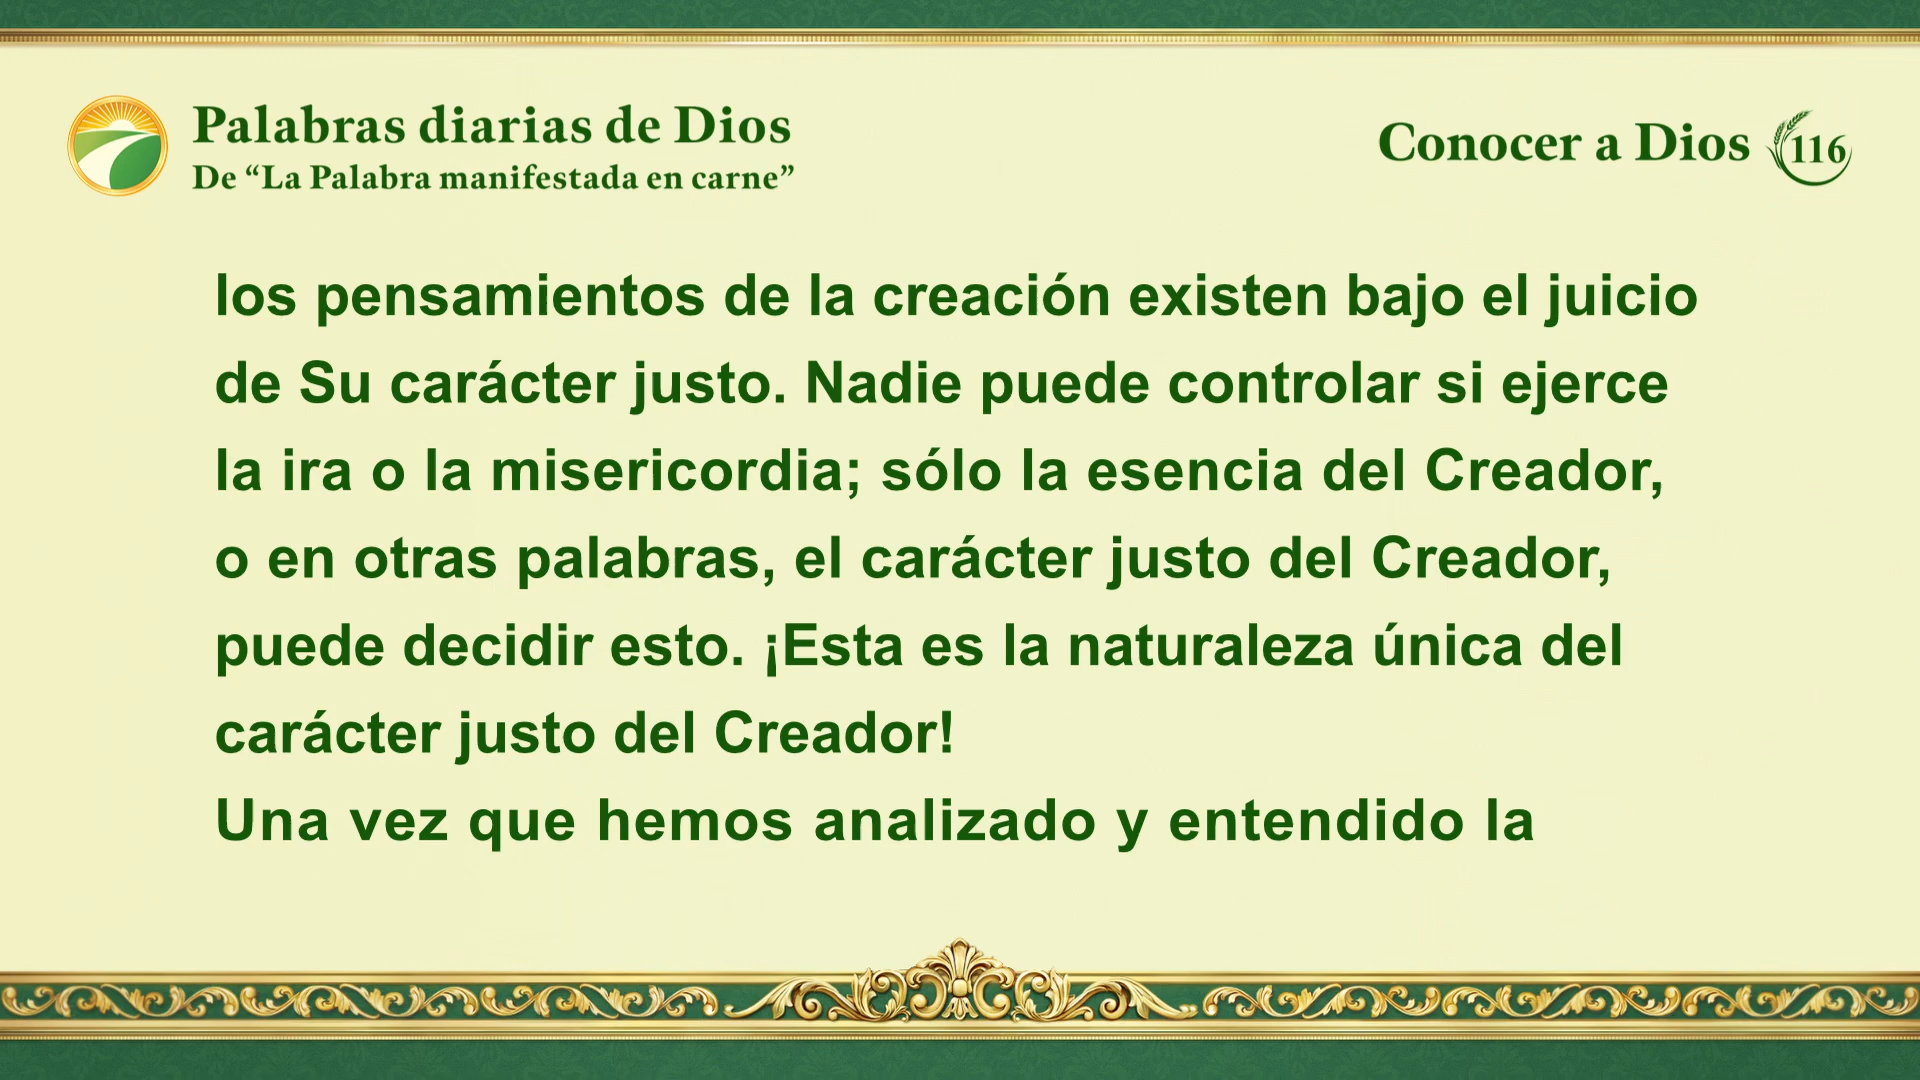 Palabras diarias de Dios
De “La Palabra manifestada en carne”
Conocer a Dios 116
los pensamientos de la creación existen bajo el juicio
de Su carácter justo. Nadie puede controlar si ejerce
la ira o la misericordia; sólo la esencia del Creador,
o en otras palabras, el carácter justo del Creador,
puede decidir esto. ¡Esta es la naturaleza única del
carácter justo del Creador!
Una vez que hemos analizado y entendido la